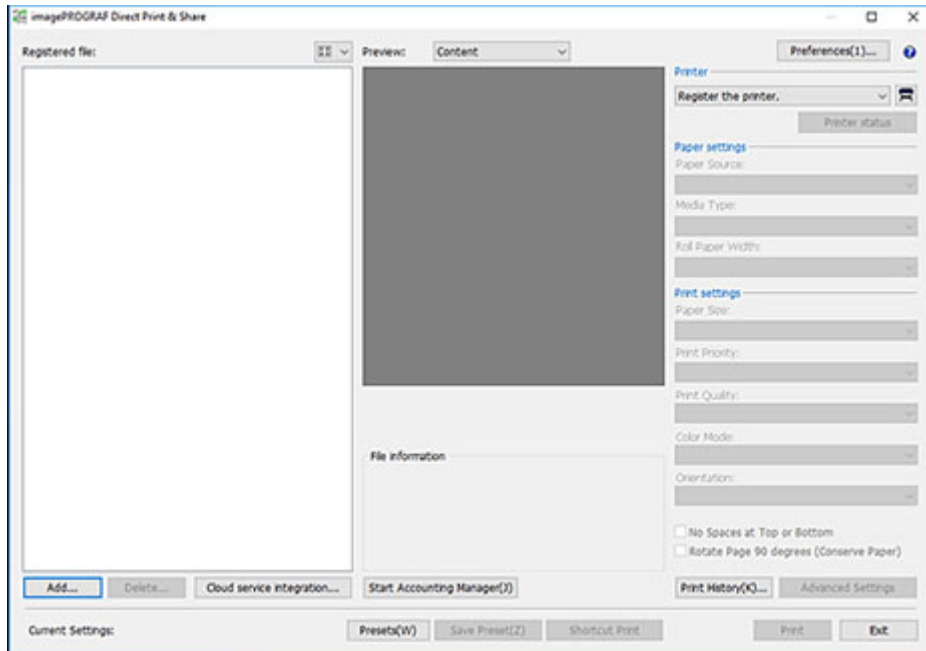 imagePROGRAF Direct Print & Share
Registered file:
Preview: Content
Preferences(1)...
Printer
Register the printer.
Printer status
Paper settings
Paper Source:
Media Type:
Roll Paper Width:
Print settings
Paper Size:
Print Priority:
Print Quality:
Color Mode:
File information
Orientation:
No Spaces at Top or Bottom
Rotate Page 90 degrees (Conserve Paper)
Add... Delete... Cloud service integration... Start Accounting Manager(J) Print History(K)... Advanced Settings
Current Settings: Presets(W) Save Preset(Z) Shortcut Print Print Exit